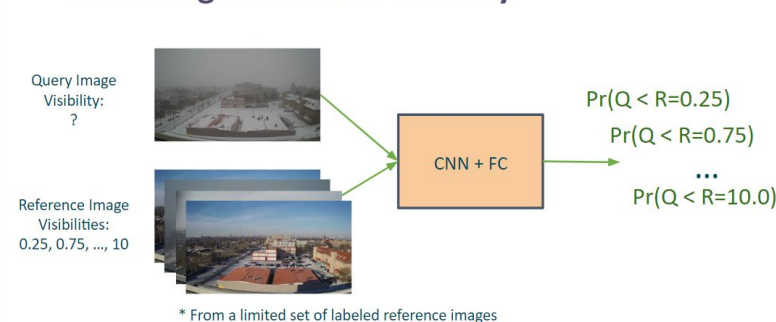 Query Image
Visibility:
?
Reference Image
Visibilities:
0.25, 0.75, ..., 10
CNN + FC
Pr(Q < R=0.25)
Pr(Q < R=0.75)
...
Pr(Q < R=10.0)
* From a limited set of labeled reference images